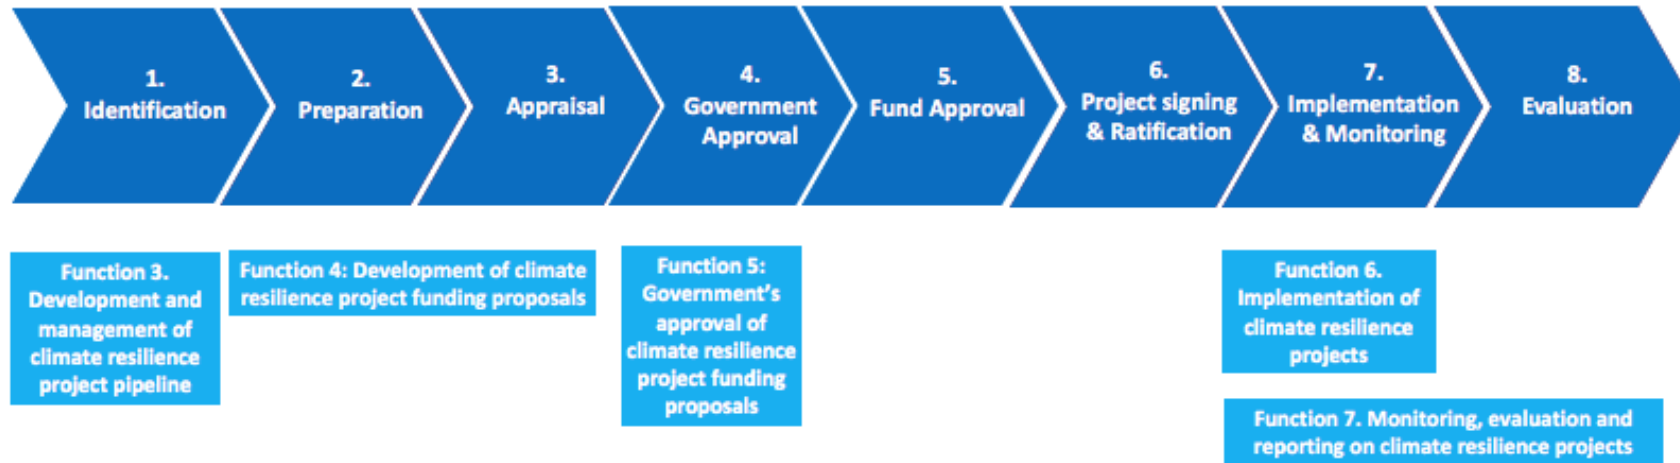 1.
Identification
2.
Preparation
3.
Appraisal
4.
Government
Approval
5.
Fund Approval
6.
Project signing
& Ratification
7.
Implementation
& Monitoring
8.
Evaluation
Function 3.
Development and
management of
climate resilience
project pipeline
Function 4: Development of climate
resilience project funding proposals
Function 5:
Government's
approval of
climate resilience
project funding
proposals
Function 6.
Implementation of
climate resilience
projects
Function 7. Monitoring, evaluation and
reporting on climate resilience projects